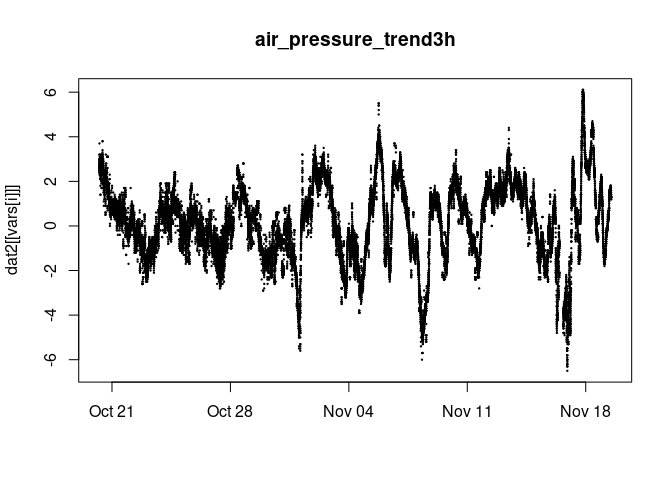 air_pressure_trend3h
dat2[[vars[i]]]
6
4
2
0
-2
-4
-6
Oct 21
Oct 28
Nov 04
Nov 11
Nov 18